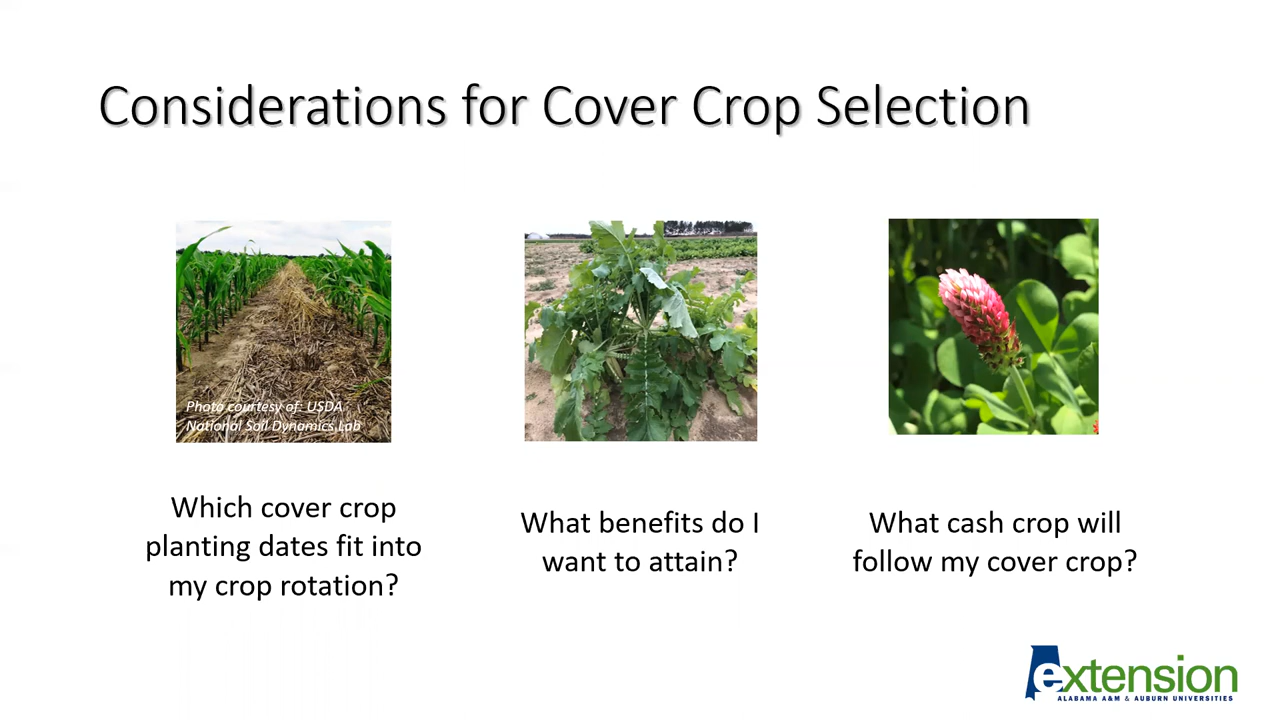 Considerations for Cover Crop Selection
Photo courtesy of: USDA
National Soil Dynamics Lab
Which cover crop
planting dates fit into
my crop rotation?
What benefits do I
want to attain?
What cash crop will
follow my cover crop?
extension
ALABAMA A&M & AUBURN UNIVERSITIES